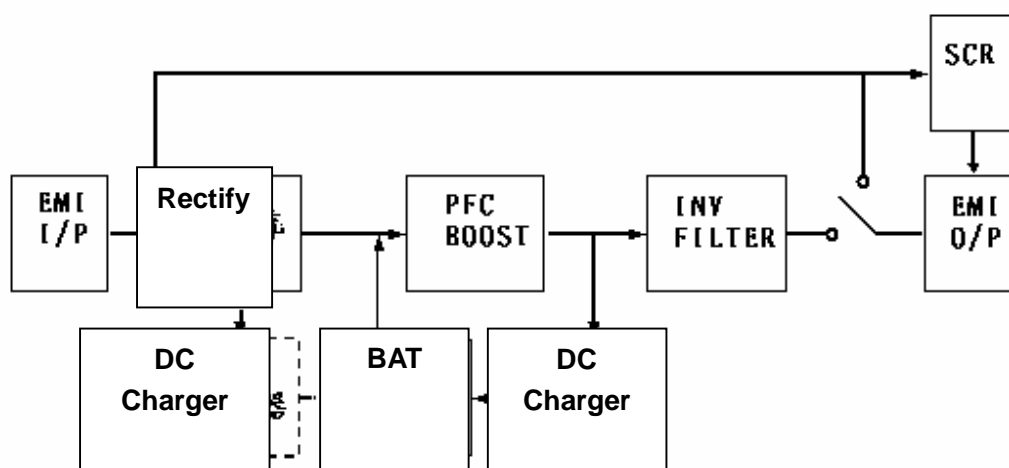 SCR
EMI
I/P
Rectify
PFC
BOOST
INV
FILTER
EMI
O/P
DC
Charger
BAT
DC
Charger